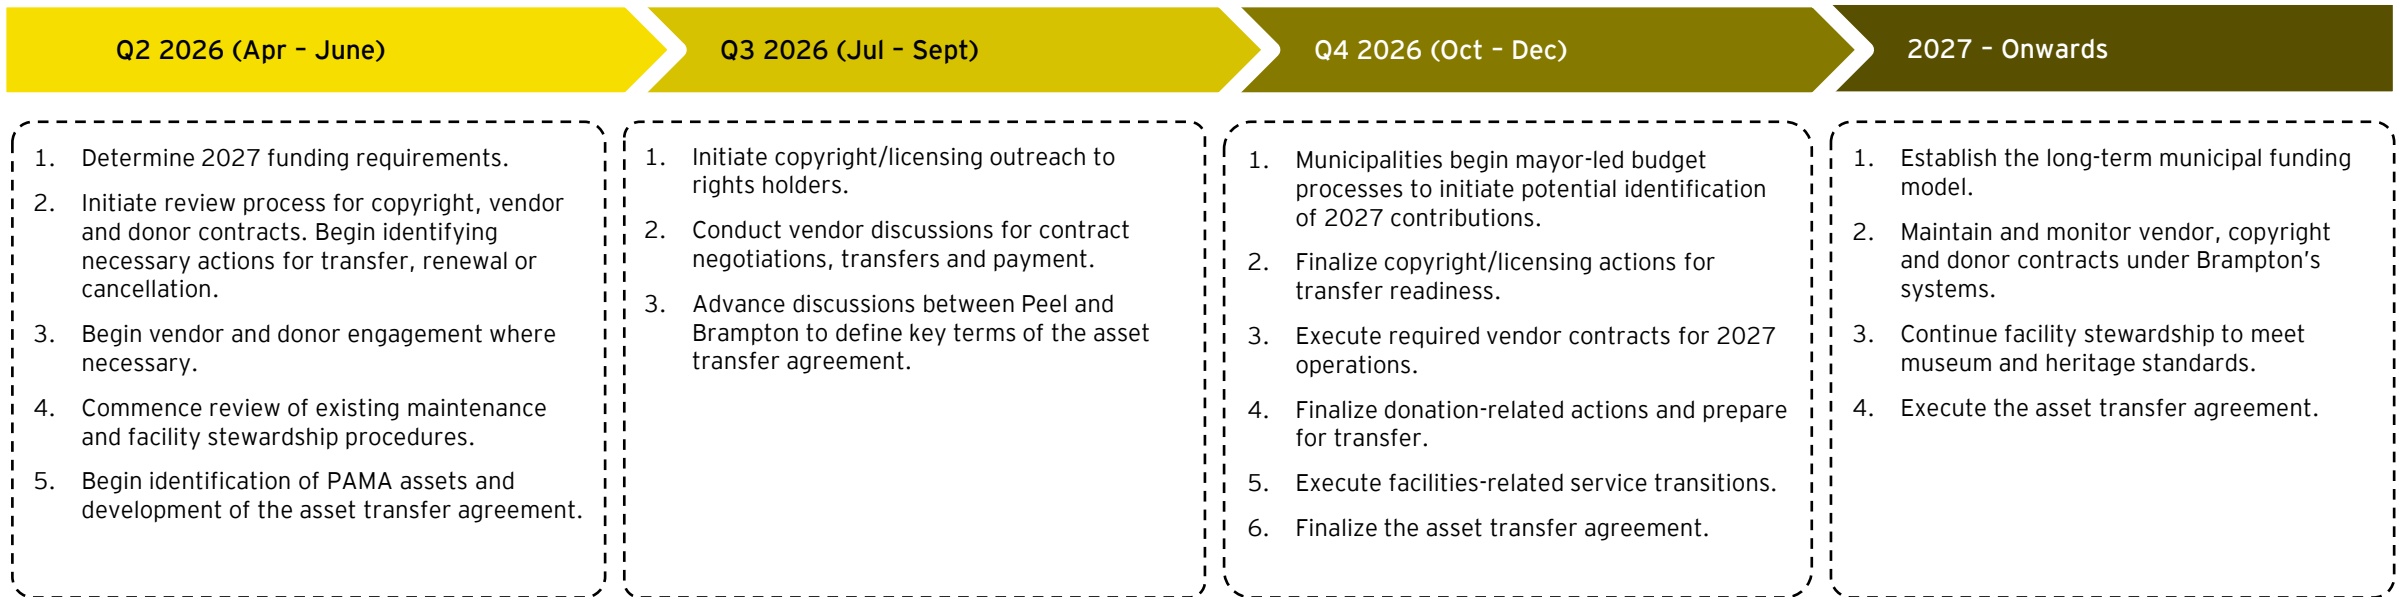 Q2 2026 (Apr – June)
Q3 2026 (Jul – Sept)
Q4 2026 (Oct – Dec)
2027 – Onwards
1. Determine 2027 funding requirements.
2. Initiate review process for copyright, vendor
and donor contracts. Begin identifying
necessary actions for transfer, renewal or
cancellation.
3. Begin vendor and donor engagement where
necessary.
4. Commence review of existing maintenance
and facility stewardship procedures.
5. Begin identification of PAMA assets and
development of the asset transfer agreement.
1. Initiate copyright/licensing outreach to
rights holders.
2. Conduct vendor discussions for contract
negotiations, transfers and payment.
3. Advance discussions between Peel and
Brampton to define key terms of the asset
transfer agreement.
1. Municipalities begin mayor-led budget
processes to initiate potential identification
of 2027 contributions.
2. Finalize copyright/licensing actions for
transfer readiness.
3. Execute required vendor contracts for 2027
operations.
4. Finalize donation-related actions and prepare
for transfer.
5. Execute facilities-related service transitions.
6. Finalize the asset transfer agreement.
1. Establish the long-term municipal funding
model.
2. Maintain and monitor vendor, copyright
and donor contracts under Brampton's
systems.
3. Continue facility stewardship to meet
museum and heritage standards.
4. Execute the asset transfer agreement.